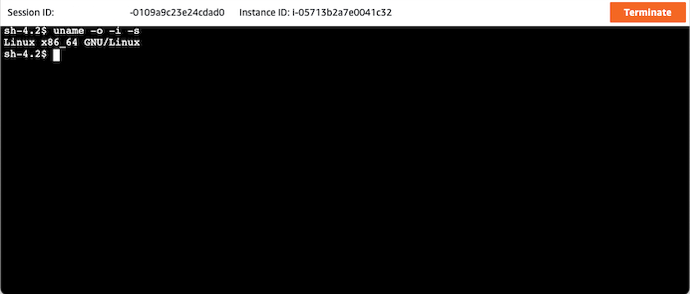 Session ID: -0109a9c23e24cdad0 Instance ID: i-05713b2a7e0041c32 Terminate
sh-4.2$ uname -o -i -s
Linux x86_64 GNU/Linux
sh-4.2$